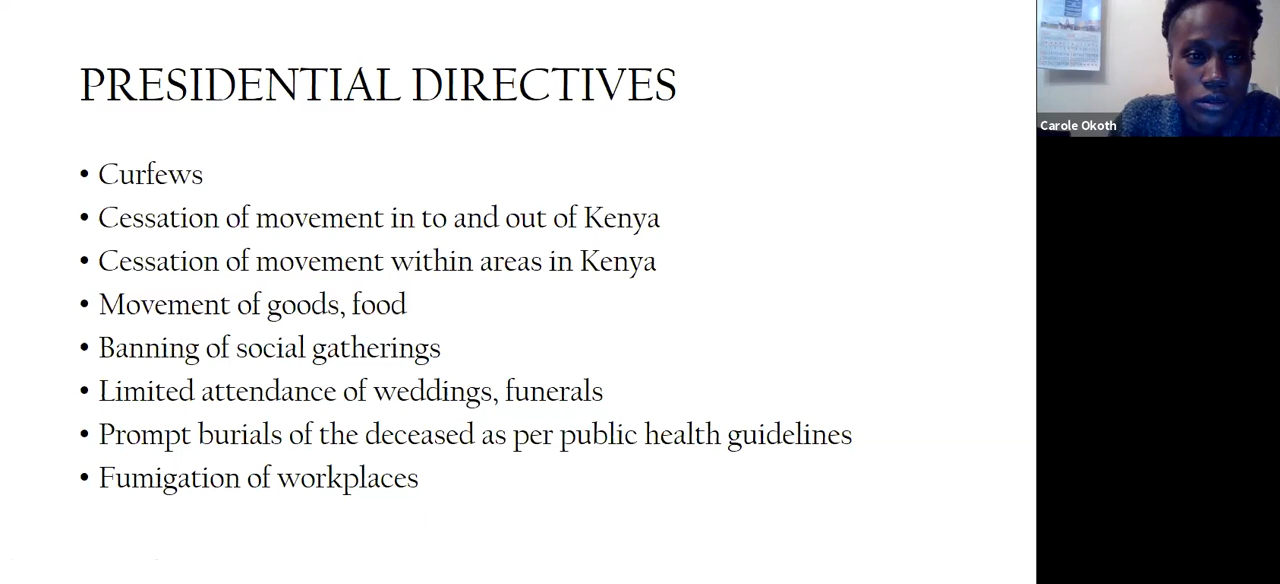 PRESIDENTIAL DIRECTIVES
• Curfews
• Cessation of movement in to and out of Kenya
• Cessation of movement within areas in Kenya
• Movement of goods, food
• Banning of social gatherings
• Limited attendance of weddings, funerals
• Prompt burials of the deceased as per public health guidelines
• Fumigation of workplaces
Carole Okoth